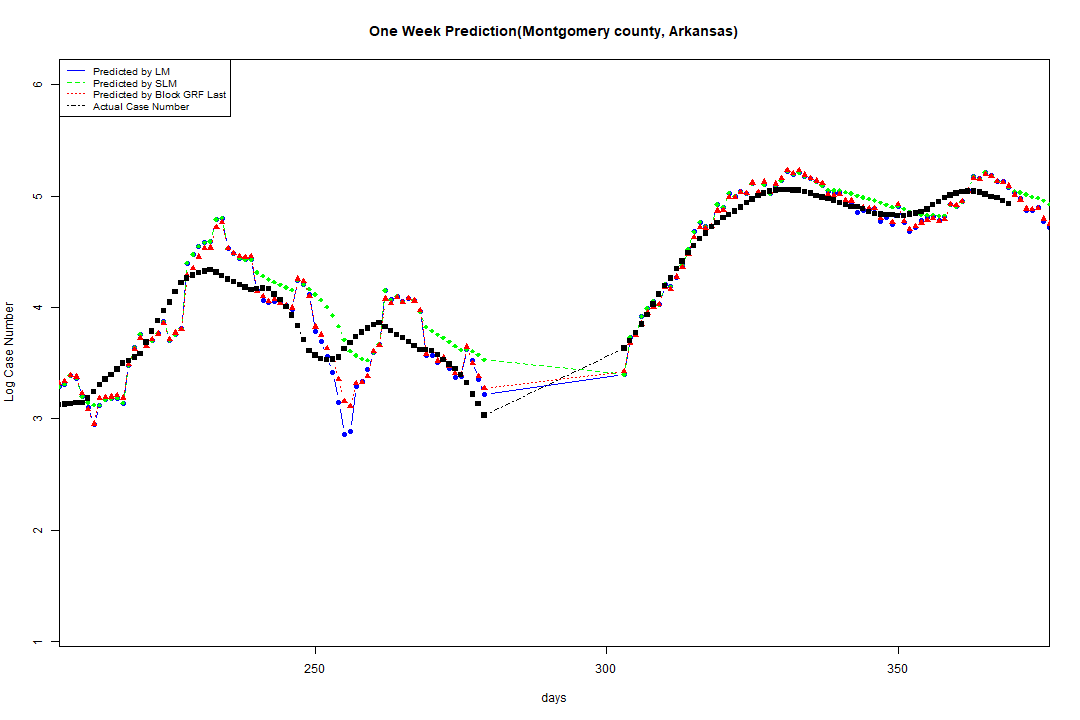 One Week Prediction(Montgomery county, Arkansas)
Predicted by LM
Predicted by SLM
Predicted by Block GRF Last
Actual Case Number
6
5
4
3
2
1
Log Case Number
250
300
350
days